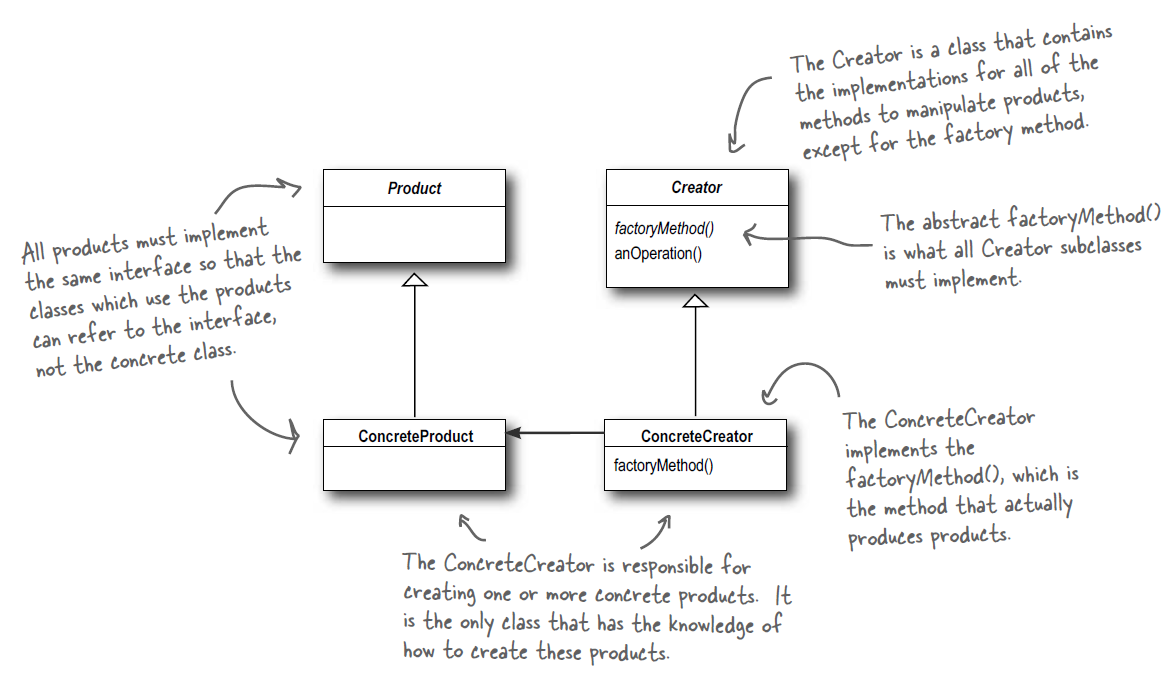 The Creator is a class that contains
the implementations for all of the
methods to manipulate products,
except for the factory method.
Product
Creator
factoryMethod()
anOperation()
The abstract factoryMethod()
is what all Creator subclasses
must implement.
All products must implement
the same interface so that the
classes which use the products
can refer to the interface,
not the concrete class.
ConcreteProduct
ConcreteCreator
factoryMethod()
The ConcreteCreator
implements the
factoryMethod(), which is
the method that actually
produces products.
The ConcreteCreator is responsible for
creating one or more concrete products. It
is the only class that has the knowledge of
how to create these products.